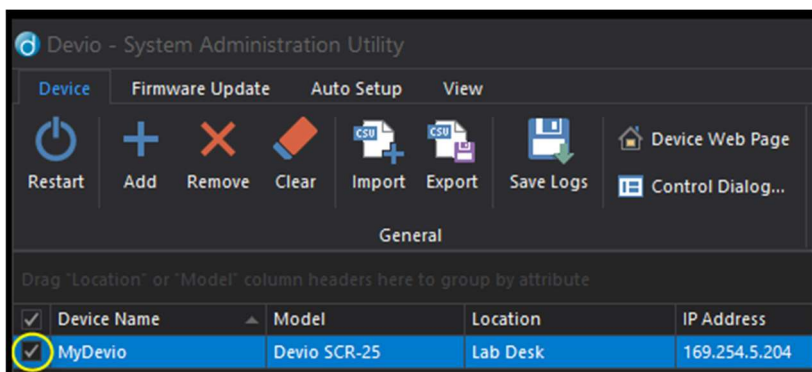 Devio - System Administration Utility
Device Firmware Update Auto Setup View
CSV CSV
Restart Add Remove Clear Import Export Save Logs Device Web Page
Control Dialog...
General
Drag "Location" or "Model" column headers here to group by attribute
Device Name Model Location IP Address
MyDevio Devio SCR-25 Lab Desk 169.254.5.204